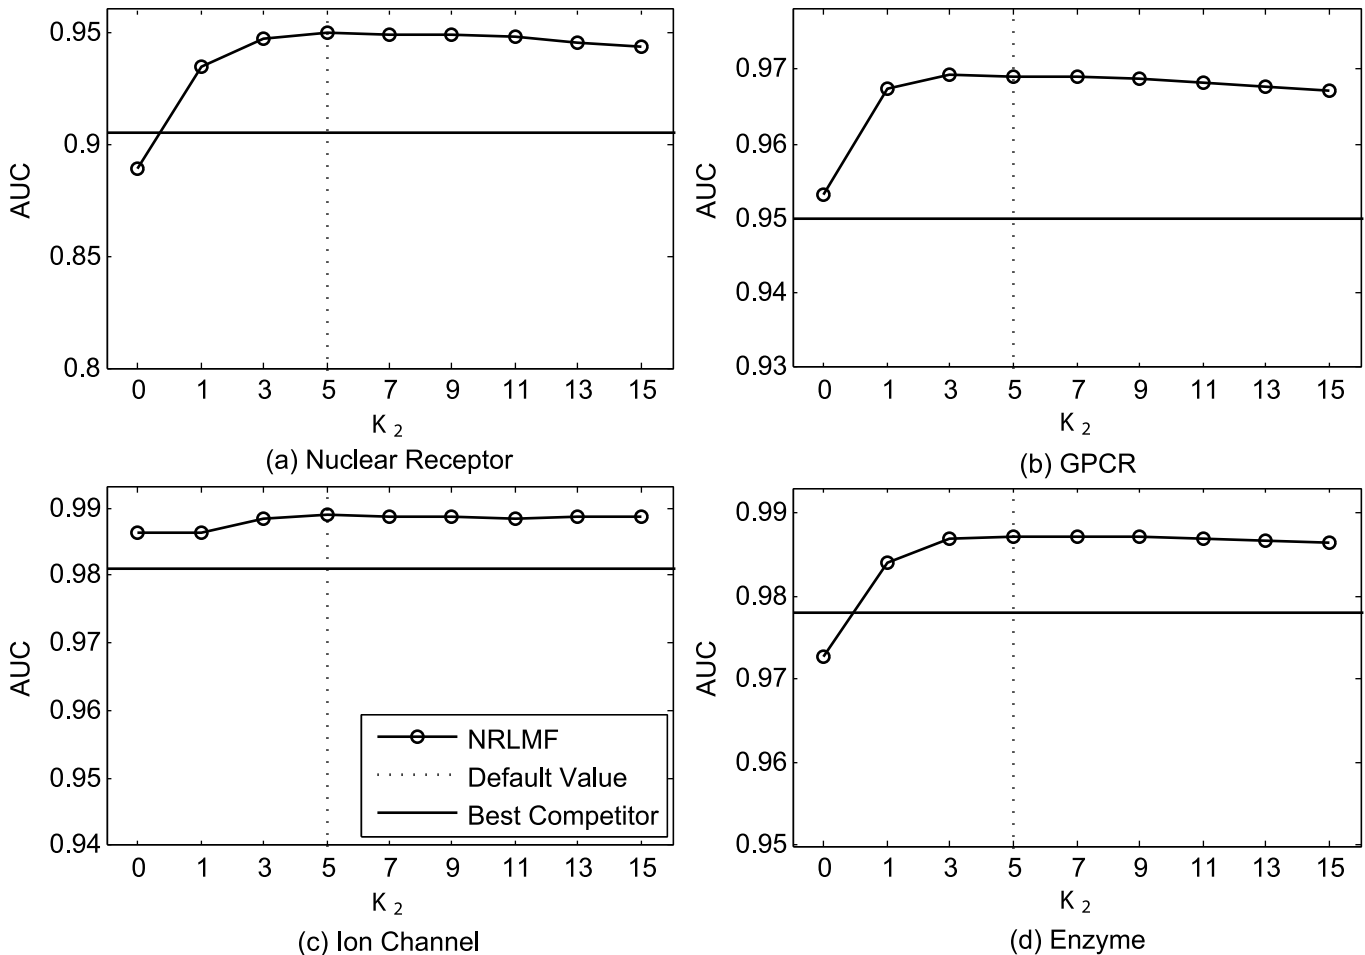 0.95
0.9
0.85
0.8
AUC
0 1 3 5 7 9 11 13 15
K 2
(a) Nuclear Receptor
0.97
0.96
0.95
0.94
0.93
AUC
0 1 3 5 7 9 11 13 15
K 2
(b) GPCR
0.99
0.98
0.97
0.96
0.95
0.94
AUC
NRLMF
Default Value
Best Competitor
0 1 3 5 7 9 11 13 15
K 2
(c) Ion Channel
0.99
0.98
0.97
0.96
0.95
AUC
0 1 3 5 7 9 11 13 15
K 2
(d) Enzyme